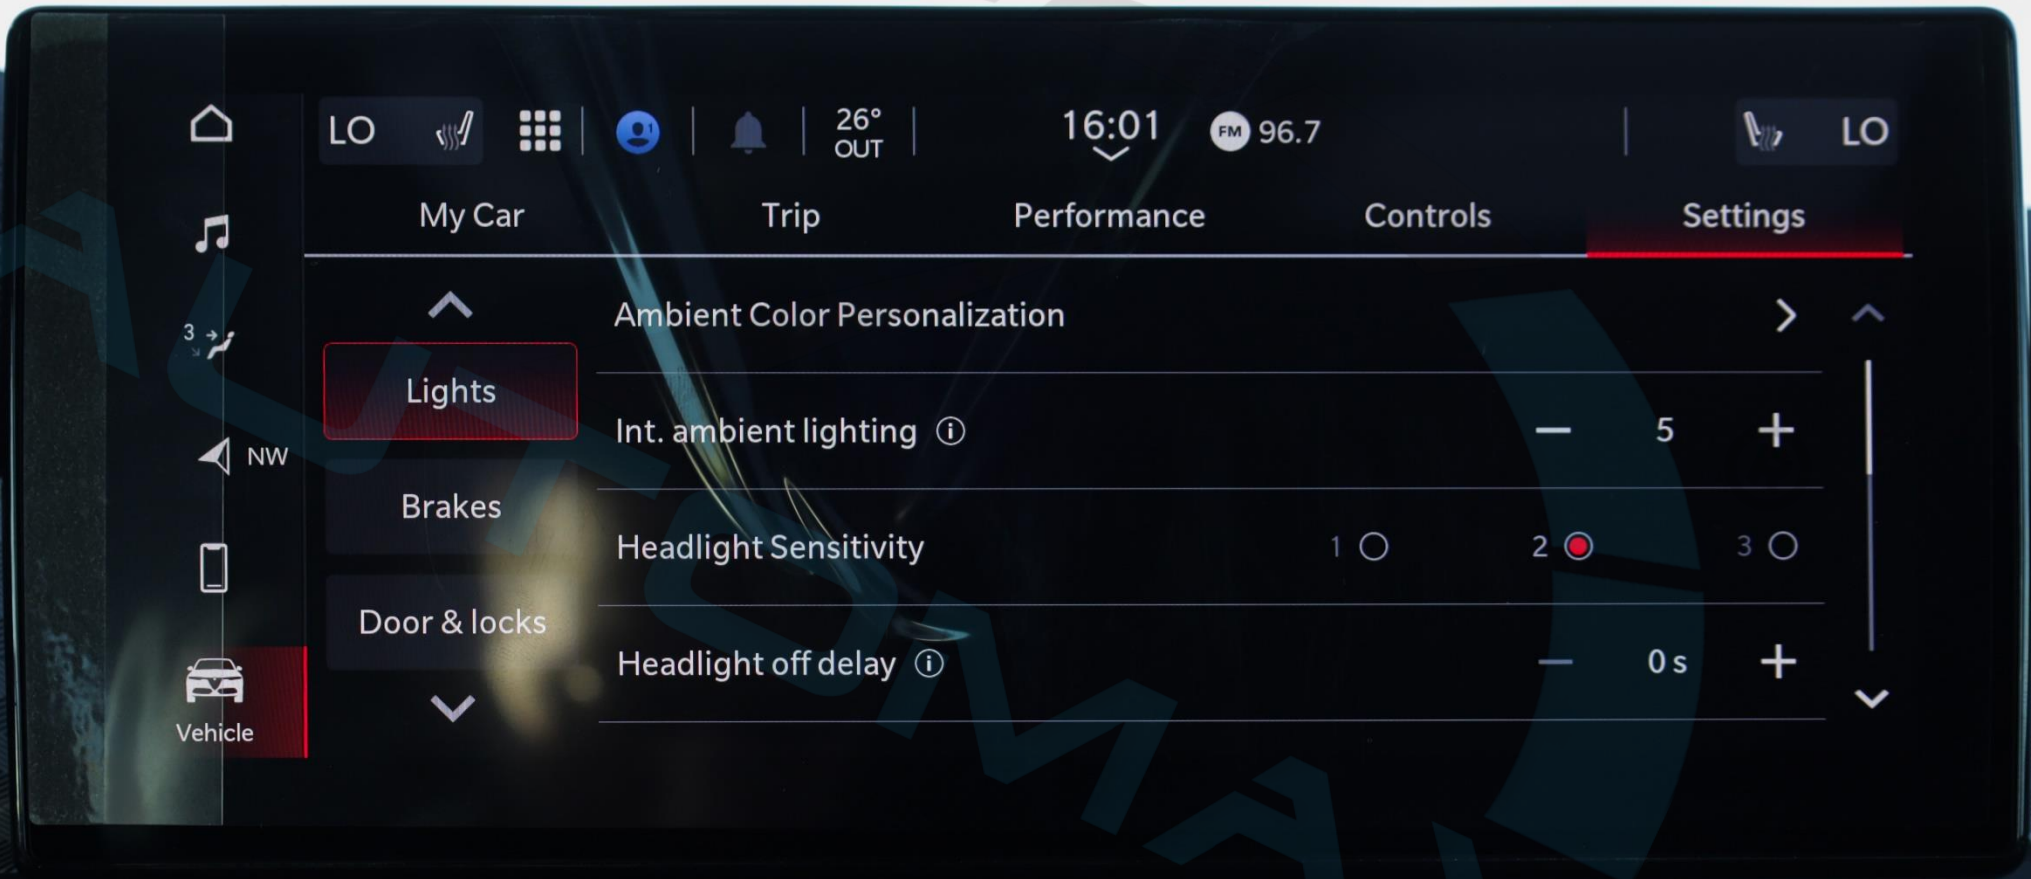 LO
1
26°
OUT
16:01
FM 96.7
LO
My Car
Trip
Performance
Controls
Settings
3
NW
Vehicle
Lights
Brakes
Door & locks
Ambient Color Personalization
Int. ambient lighting i
5
Headlight Sensitivity
1
2
3
Headlight off delay i
0 s
AUTOMA